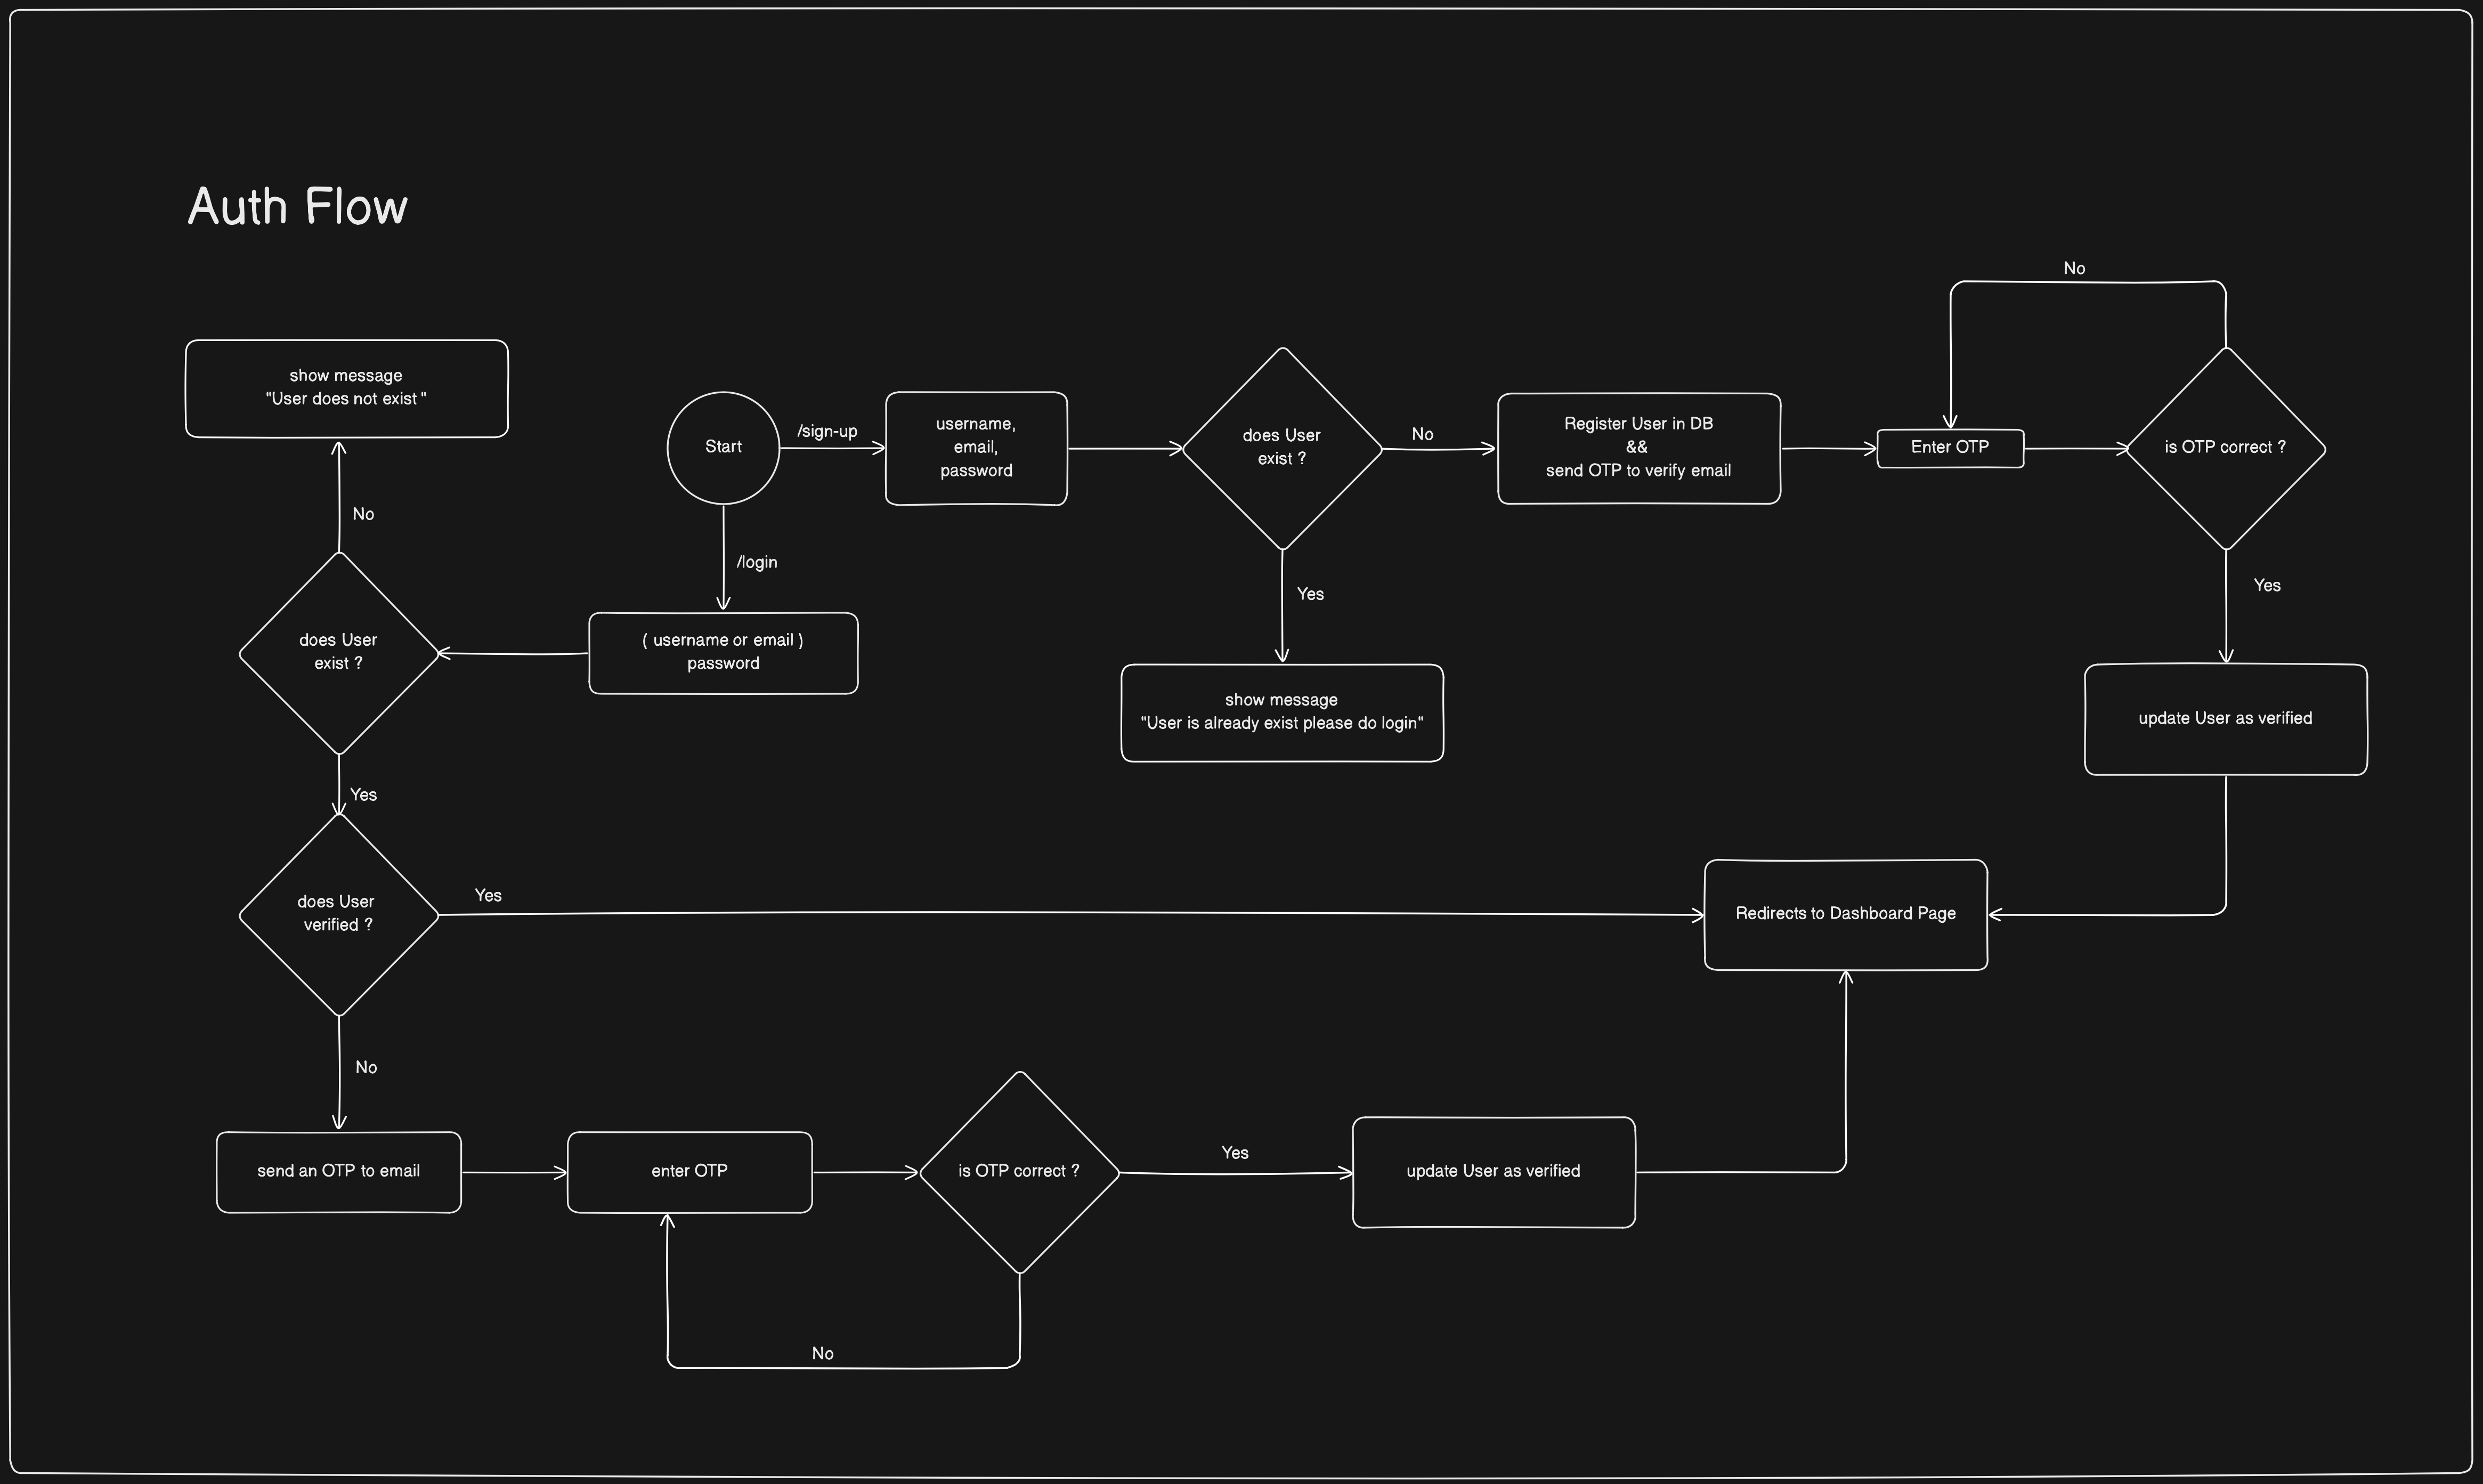 Auth Flow
No
show message
"User does not exist "
Start
/sign-up
username,
email,
password
does User
exist ?
No
Register User in DB
&&
send OTP to verify email
Enter OTP
is OTP correct ?
No
/login
Yes
Yes
does User
exist ?
( username or email )
password
show message
"User is already exist please do login"
update User as verified
Yes
does User
verified ?
Yes
Redirects to Dashboard Page
No
send an OTP to email
enter OTP
is OTP correct ?
Yes
update User as verified
No